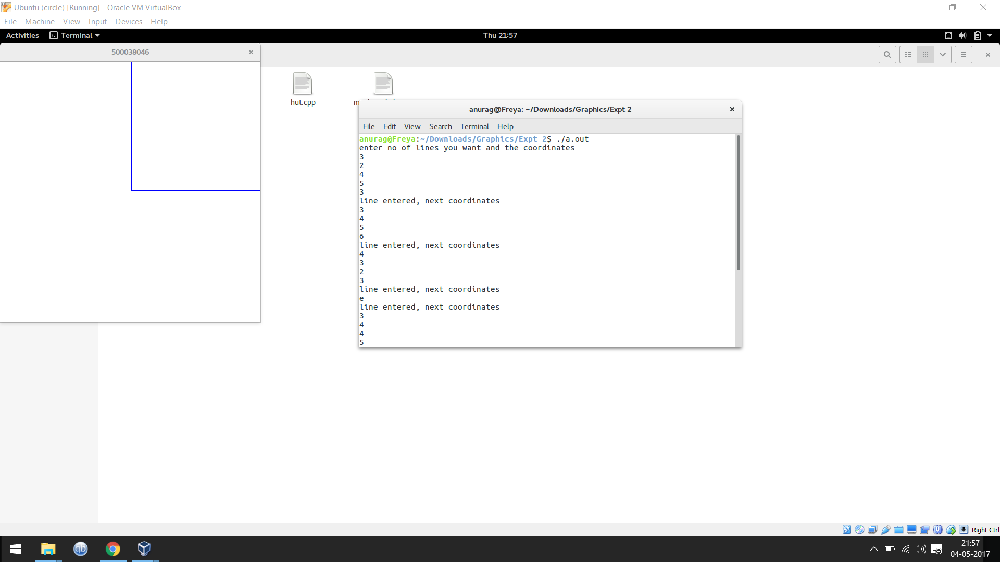 Ubuntu (circle) [Running] - Oracle VM VirtualBox
File Machine View Input Devices Help
Activities Terminal Thu 21:57
500038046
hut.cpp
anurag@Freya: ~/Downloads/Graphics/Expt 2
File Edit View Search Terminal Help
anurag@Freya:~/Downloads/Graphics/Expt 2$ ./a.out
enter no of lines you want and the coordinates
3
2
4
5
3
line entered, next coordinates
3
4
5
6
line entered, next coordinates
4
3
2
3
line entered, next coordinates
e
line entered, next coordinates
3
4
4
5
Right Ctrl
qb
21:57
04-05-2017